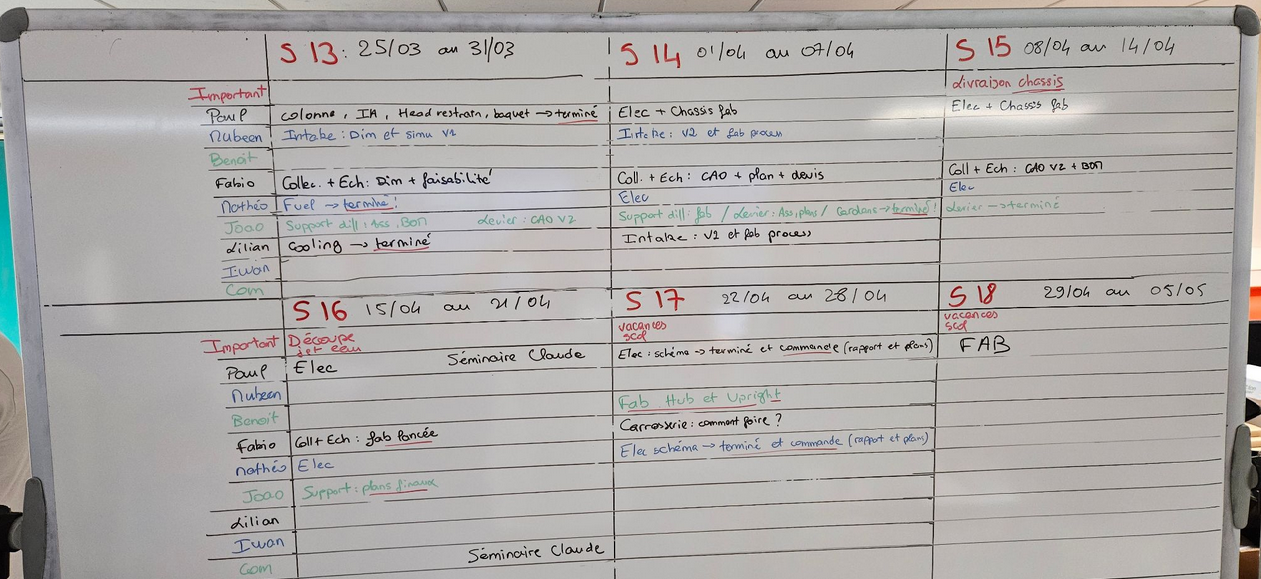 S 13 : 25/03 au 31/03 S 14 01/04 au 07/04 S 15 08/04 au 14/04
Important Livraison chassis
Paul colonne, IA, Head restrain, baquet → terminé Elec + Chassis fab Elec + Chassis fab
Nubeen Intake : Dim et simu V1 Intake : V2 et fab process
Benoit
Fabio Collec. + Ech : Dim + faisabilité Coll. + Ech : CAO + plan + devis Coll + Ech : CAO V2 + BOM
Mathéo Fuel → terminé ! Elec Elec
Joao Support diff : Ass, BOM Levier : CAO V2 Support diff : fab / Levier : Ass, plans / Cardans → terminé ! Levier → terminé
Lilian Cooling → terminé Intake : V2 et fab process
Iwan
Com
S 16 15/04 au 21/04 S 17 22/04 au 28/04 S 18 29/04 au 05/05
Important Découpe jet eau vacances scol vacances scol
Paul Elec Séminaire Claude Elec : schéma → terminé et commande (rapport et plans) FAB
Nubeen
Benoit Fab Hub et Upright
Fabio Coll + Ech : fab lancée Carrosserie : comment faire ?
Mathéo Elec Elec schéma → terminé et commande (rapport et plans)
Joao Support : plans finaux
Lilian
Iwan
Com Séminaire Claude